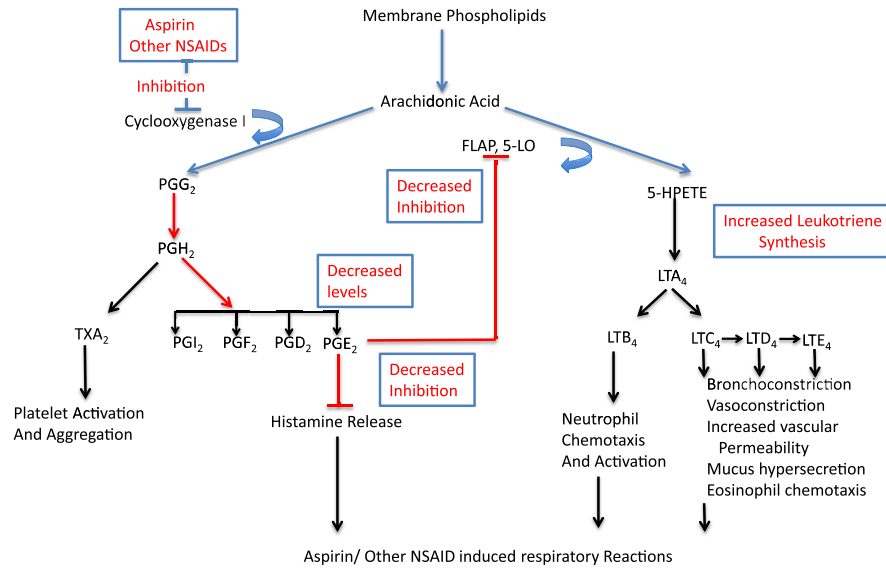 Membrane Phospholipids
Aspirin
Other NSAIDs
Inhibition
Cyclooxygenase I
Arachidonic Acid
FLAP, 5-LO
Decreased
Inhibition
PGG2
5-HPETE
Increased Leukotriene
Synthesis
PGH2
Decreased
levels
LTA4
TXA2
PGI2
PGF2
PGD2
PGE2
LTB4
LTC4
LTD4
LTE4
Decreased
Inhibition
Platelet Activation
And Aggregation
Histamine Release
Neutrophil
Chemotaxis
And Activation
Bronchoconstriction
Vasoconstriction
Increased vascular
Permeability
Mucus hypersecretion
Eosinophil chemotaxis
Aspirin/ Other NSAID induced respiratory Reactions